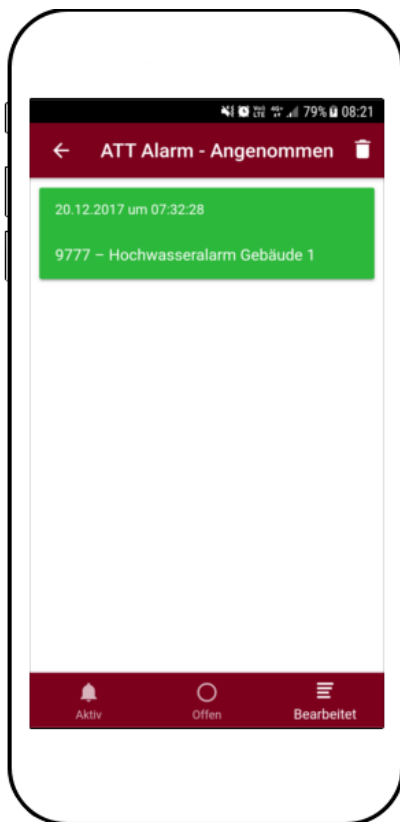 79% 08:21
ATT Alarm - Angenommen
20.12.2017 um 07:32:28
9777 – Hochwasseralarm Gebäude 1
Aktiv Offen Bearbeitet